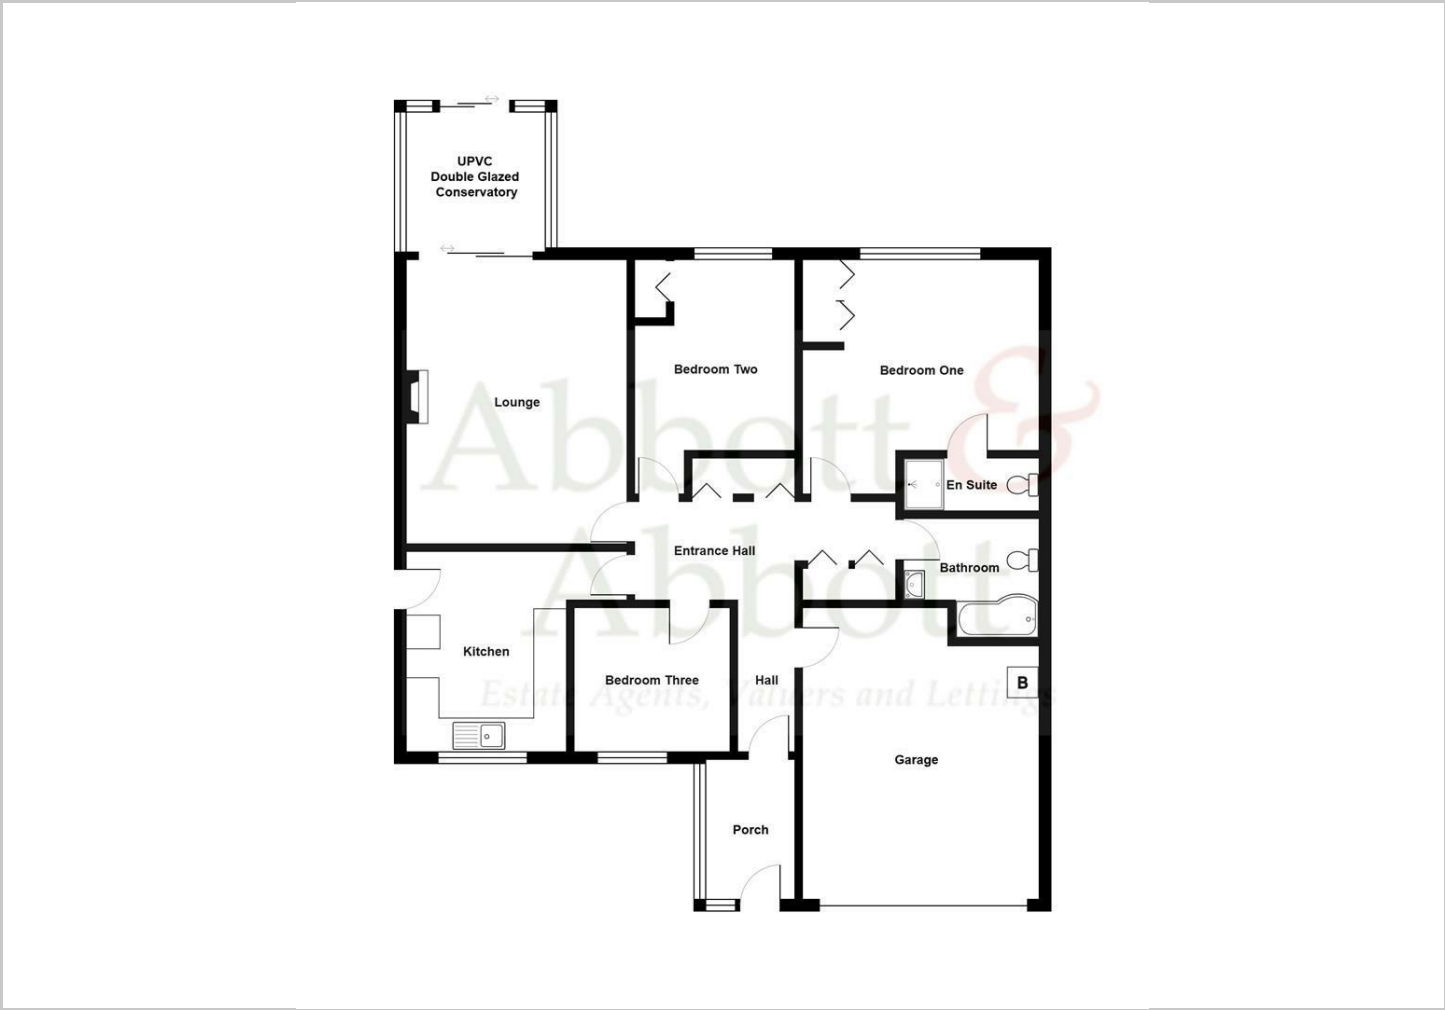 UPVC
Double Glazed
Conservatory
Bedroom Two
Bedroom One
Lounge
En Suite
Entrance Hall
Bathroom
Kitchen
Bedroom Three
Hall
B
Garage
Porch
Abbott &
Abbott
Estate Agents, Valuers and Lettings